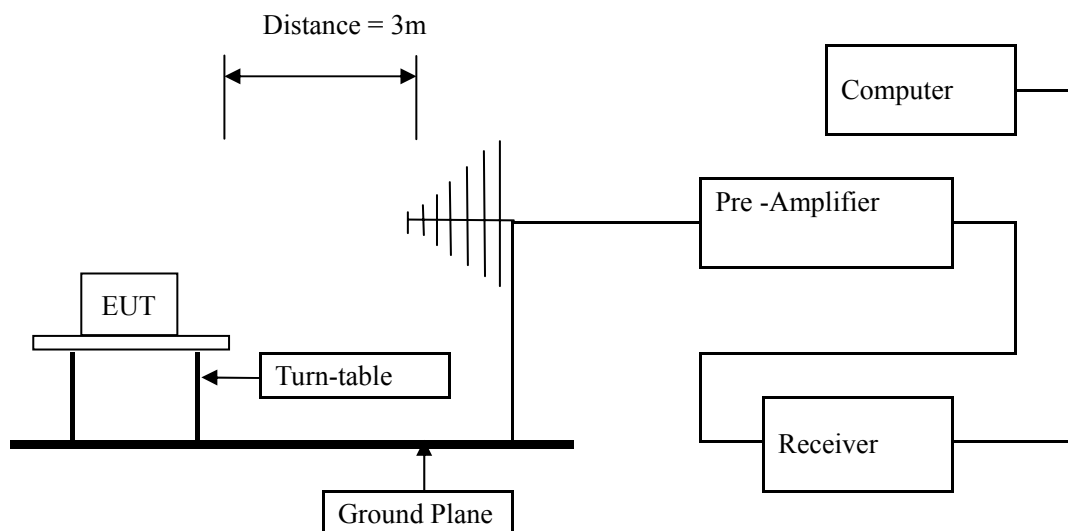 Distance = 3m
Computer
Pre -Amplifier
EUT
Turn-table
Receiver
Ground Plane